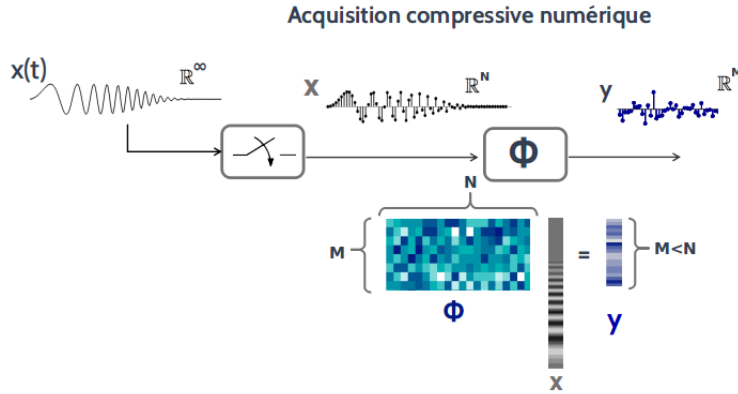 Acquisition compressive numérique
x(t)
ℝ^∞
x
ℝ^N
y
ℝ^M
Φ
N
M
=
M<N
Φ
y
x